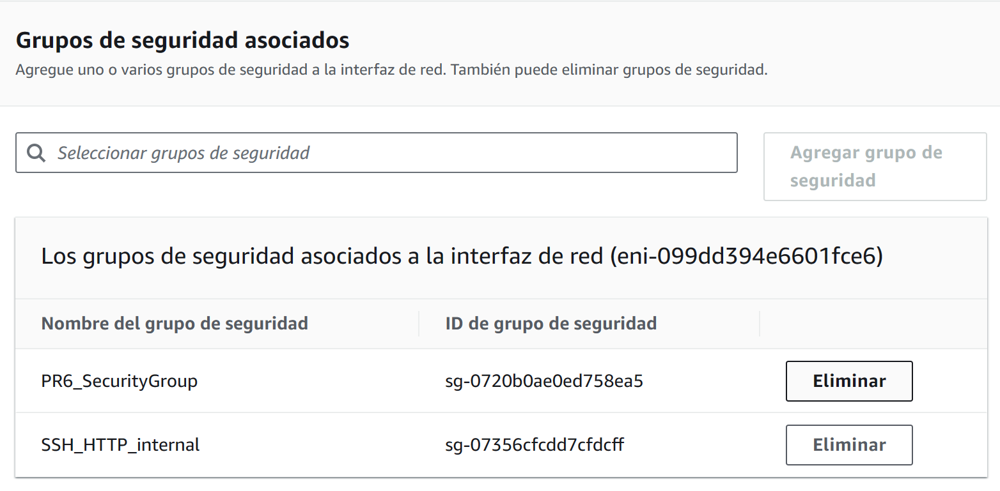 Grupos de seguridad asociados
Agregue uno o varios grupos de seguridad a la interfaz de red. También puede eliminar grupos de seguridad.
Seleccionar grupos de seguridad
Agregar grupo de
seguridad
Los grupos de seguridad asociados a la interfaz de red (eni-099dd394e6601fce6)
Nombre del grupo de seguridad ID de grupo de seguridad
PR6_SecurityGroup sg-0720b0ae0ed758ea5 Eliminar
SSH_HTTP_internal sg-07356cfcdd7cfdcff Eliminar